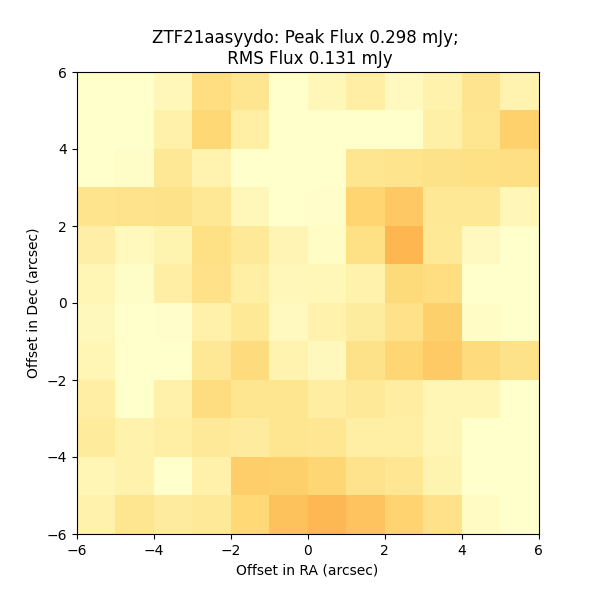 ZTF21aasyydo: Peak Flux 0.298 mJy;
RMS Flux 0.131 mJy
6
4
2
0
−2
−4
−6
Offset in Dec (arcsec)
−6 −4 −2 0 2 4 6
Offset in RA (arcsec)